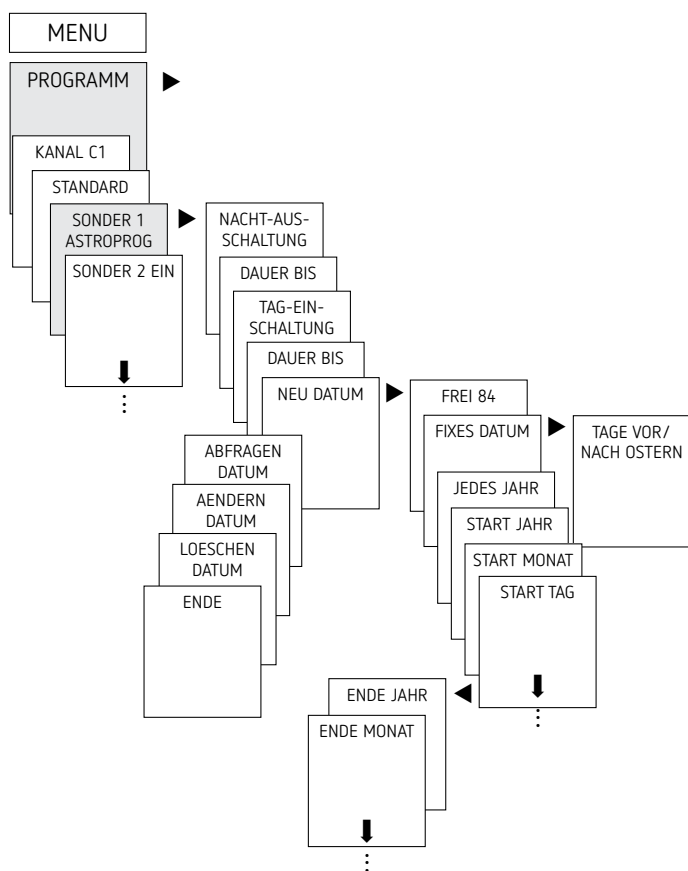 MENU
PROGRAMM
KANAL C1
STANDARD
SONDER 1
ASTROPROG
SONDER 2 EIN
NACHT-AUS-
SCHALTUNG
DAUER BIS
TAG-EIN-
SCHALTUNG
DAUER BIS
NEU DATUM
ABFRAGEN
DATUM
AENDERN
DATUM
LOESCHEN
DATUM
ENDE
FREI 84
FIXES DATUM
TAGE VOR/
NACH OSTERN
JEDES JAHR
START JAHR
START MONAT
START TAG
ENDE JAHR
ENDE MONAT